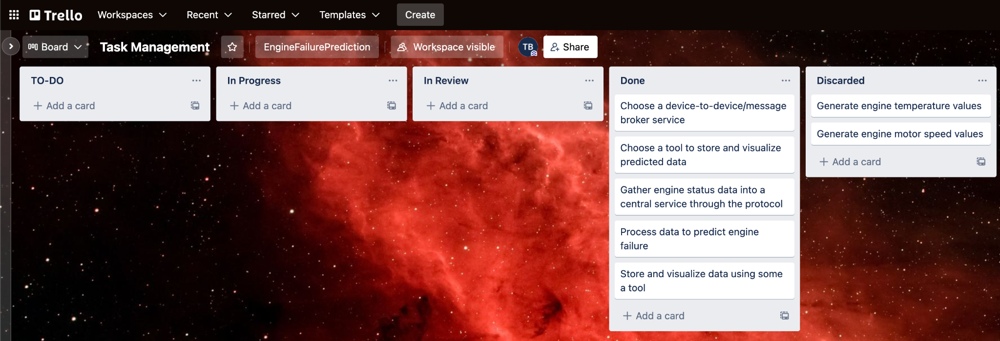 Trello
Workspaces
Recent
Starred
Templates
Create
Board
Task Management
EngineFailurePrediction
Workspace visible
TB
Share
TO-DO
Add a card
In Progress
Add a card
In Review
Add a card
Done
Choose a device-to-device/message
broker service
Choose a tool to store and visualize
predicted data
Gather engine status data into a
central service through the protocol
Process data to predict engine
failure
Store and visualize data using some
a tool
Add a card
Discarded
Generate engine temperature values
Generate engine motor speed values
Add a card